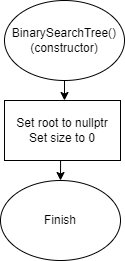 BinarySearchTree()
(constructor)
Set root to nullptr
Set size to 0
Finish